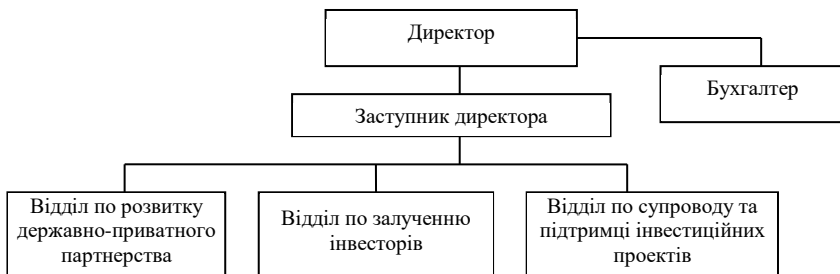 Директор
Бухгалтер
Заступник директора
Відділ по розвитку
державно-приватного
партнерства
Відділ по залученню
інвесторів
Відділ по супроводу та
підтримці інвестиційних
проектів